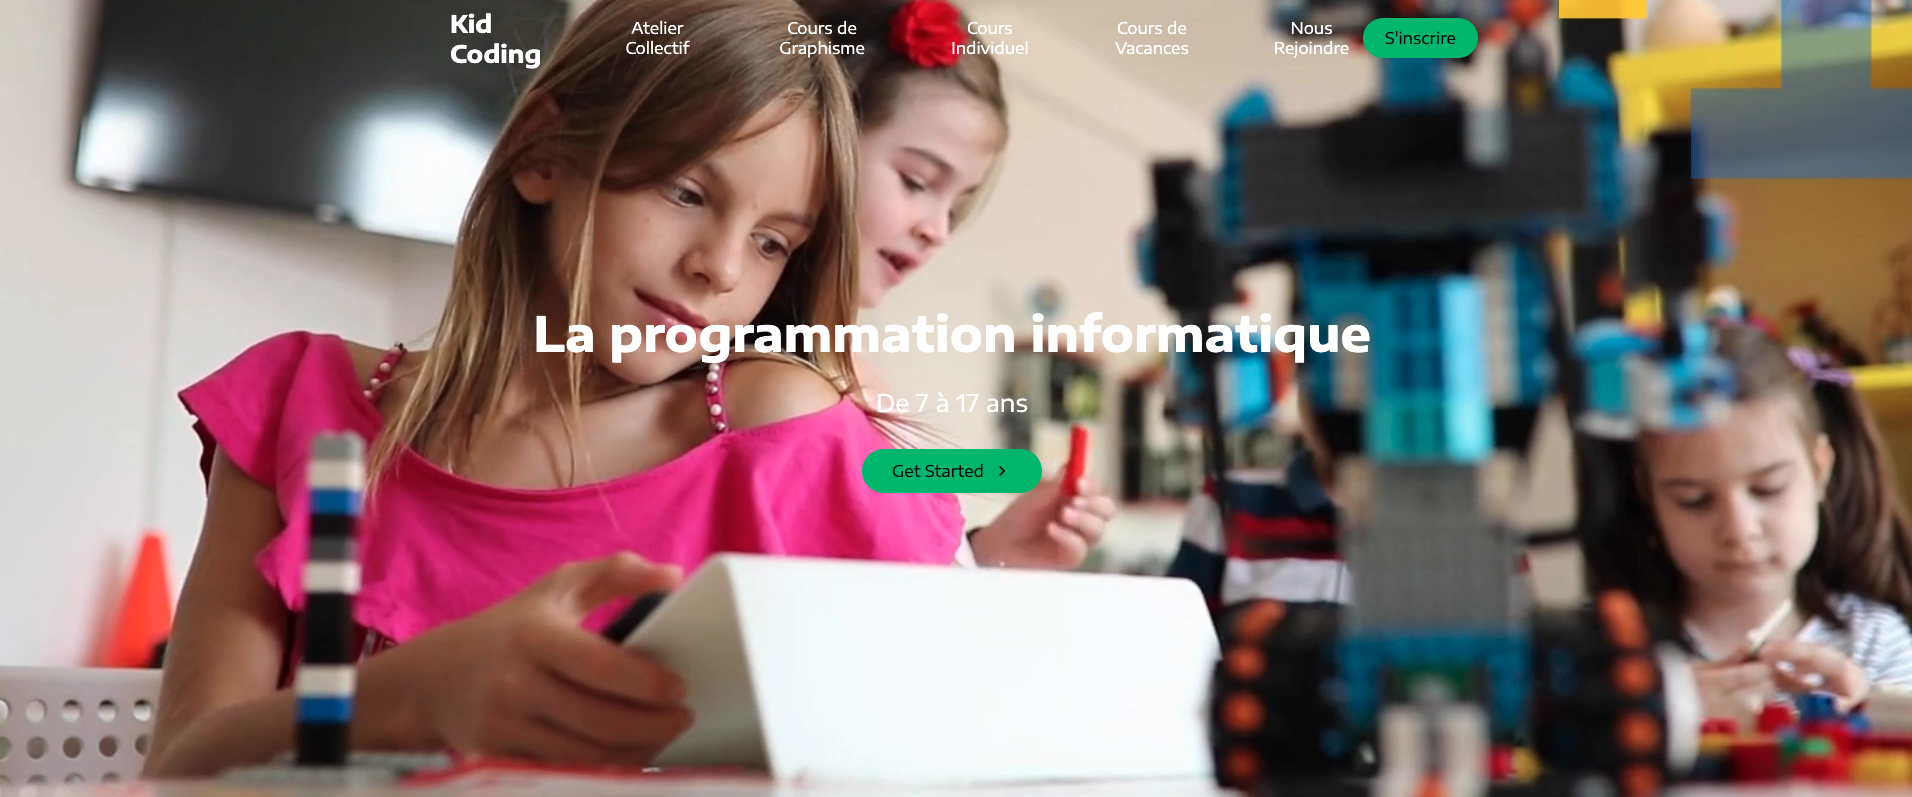 Kid
Coding
Atelier
Collectif
Cours de
Graphisme
Cours
Individuel
Cours de
Vacances
Nous
Rejoindre
S'inscrire
La programmation informatique
De 7 à 17 ans
Get Started